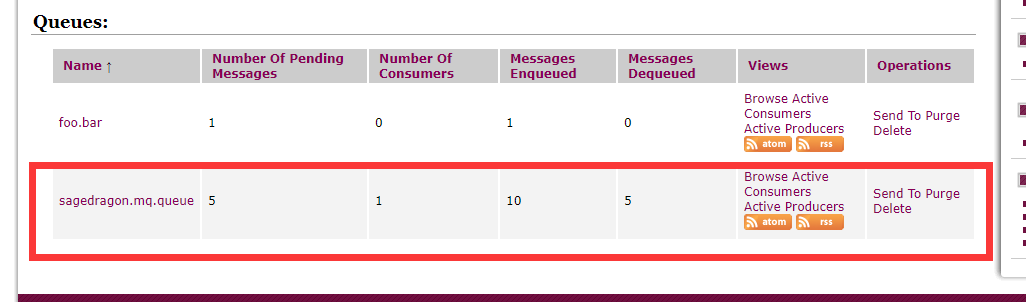 Queues:
Name ↑ Number Of Pending Messages Number Of Consumers Messages Enqueued Messages Dequeued Views Operations
foo.bar 1 0 1 0 Browse Active Consumers Active Producers atom rss Send To Purge Delete
sagedragon.mq.queue 5 1 10 5 Browse Active Consumers Active Producers atom rss Send To Purge Delete